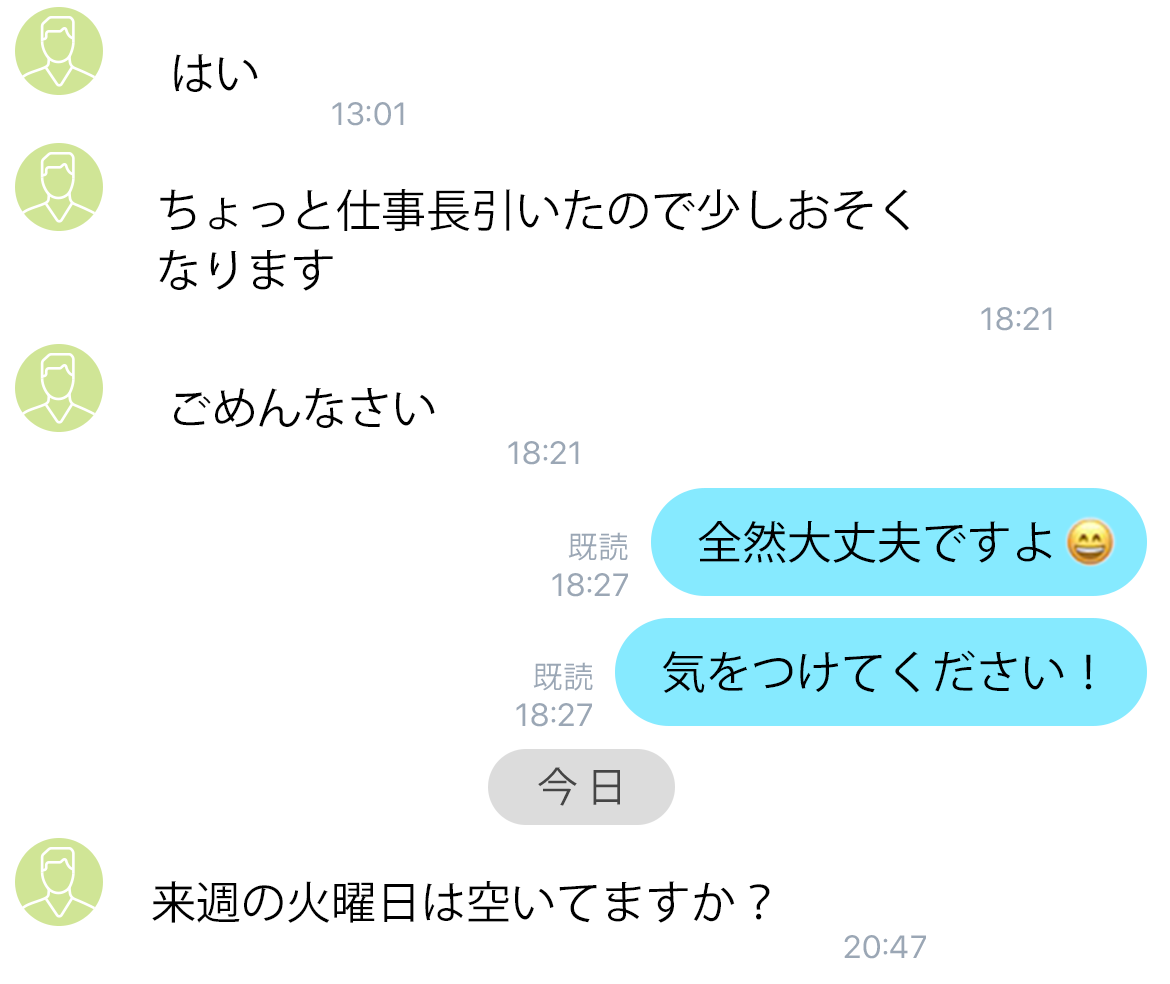 はい
13:01
ちょっと仕事長引いたので少しおそく
なります
18:21
ごめんなさい
18:21
全然大丈夫ですよ😄
既読
18:27
気をつけてください！
既読
18:27
今日
来週の火曜日は空いてますか？
20:47